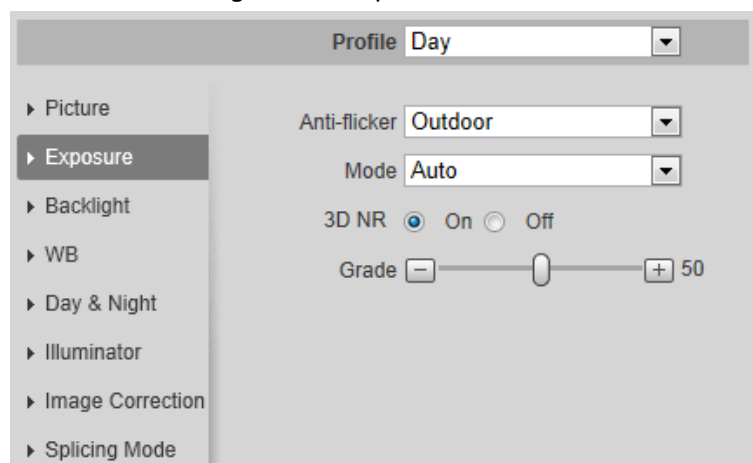 Profile Day
Picture
Anti-flicker Outdoor
Exposure
Mode Auto
Backlight
3D NR On Off
WB
Grade 50
Day & Night
Illuminator
Image Correction
Splicing Mode